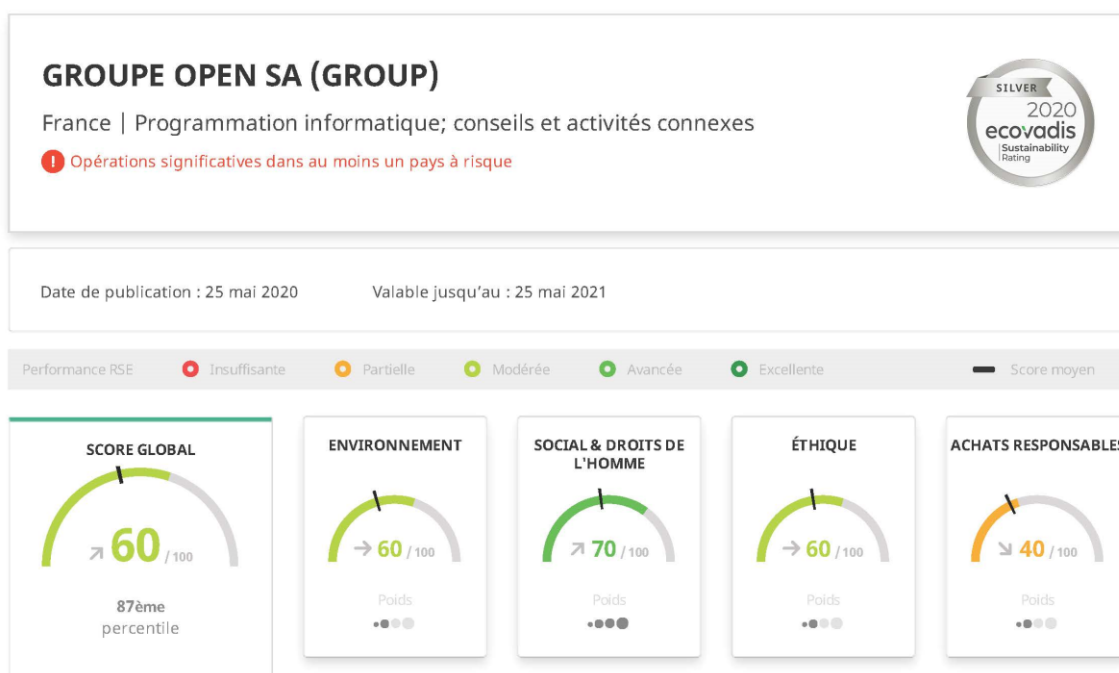 GROUPE OPEN SA (GROUP)
France | Programmation informatique; conseils et activités connexes
! Opérations significatives dans au moins un pays à risque
SILVER
2020
ecovadis
Sustainability
Rating
Date de publication : 25 mai 2020 Valable jusqu'au : 25 mai 2021
Performance RSE Insuffisante Partielle Modérée Avancée Excellente Score moyen
SCORE GLOBAL
60 / 100
87ème
percentile
ENVIRONNEMENT
60 / 100
Poids
SOCIAL & DROITS DE
L'HOMME
70 / 100
Poids
ÉTHIQUE
60 / 100
Poids
ACHATS RESPONSABLES
40 / 100
Poids